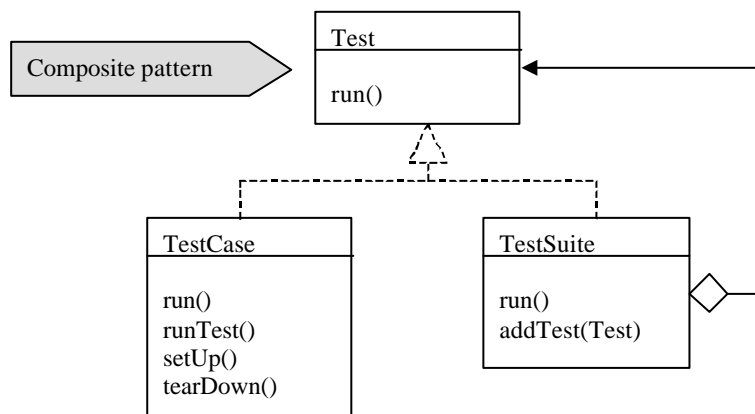 Composite pattern
Test
run()
TestCase
run()
runTest()
setUp()
tearDown()
TestSuite
run()
addTest(Test)